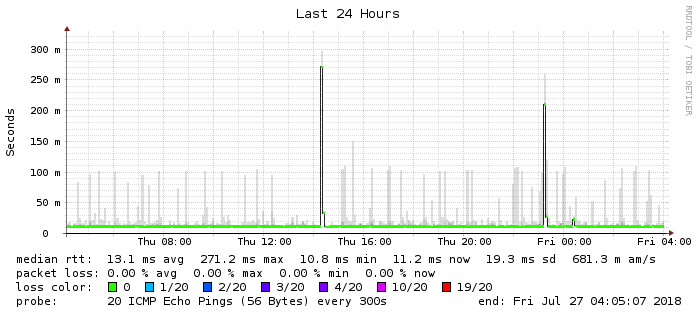 Last 24 Hours
RRDTOOL / TOBI OETIKER
Seconds
300 m
250 m
200 m
150 m
100 m
50 m
0
Thu 08:00 Thu 12:00 Thu 16:00 Thu 20:00 Fri 00:00 Fri 04:00
median rtt: 13.1 ms avg 271.2 ms max 10.8 ms min 11.2 ms now 19.3 ms sd 681.3 m am/s
packet loss: 0.00 % avg 0.00 % max 0.00 % min 0.00 % now
loss color: 0 1/20 2/20 3/20 4/20 10/20 19/20
probe: 20 ICMP Echo Pings (56 Bytes) every 300s end: Fri Jul 27 04:05:07 2018